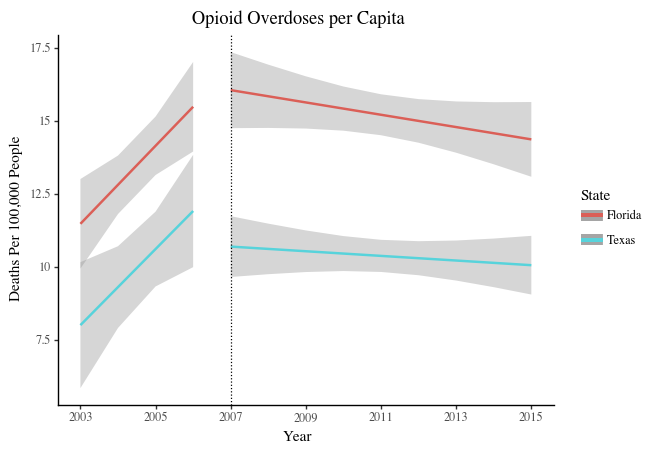 Opioid Overdoses per Capita
17.5
15
12.5
10
7.5
Deaths Per 100,000 People
2003 2005 2007 2009 2011 2013 2015
Year
State
Florida
Texas